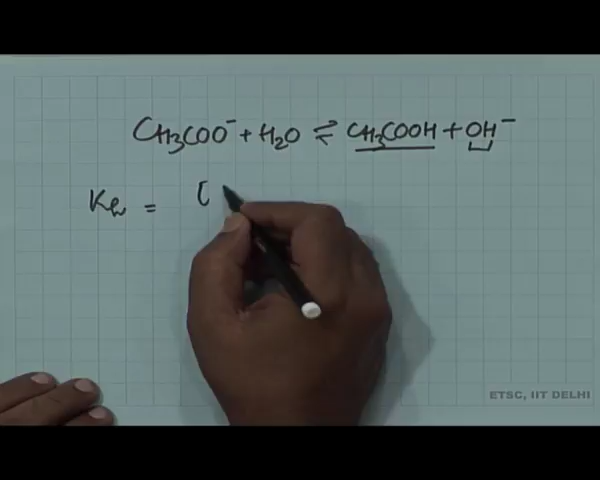 CH₃COO⁻ + H₂O ⇌ CH₃COOH + OH⁻
Kh = [
ETSC, IIT DELHI